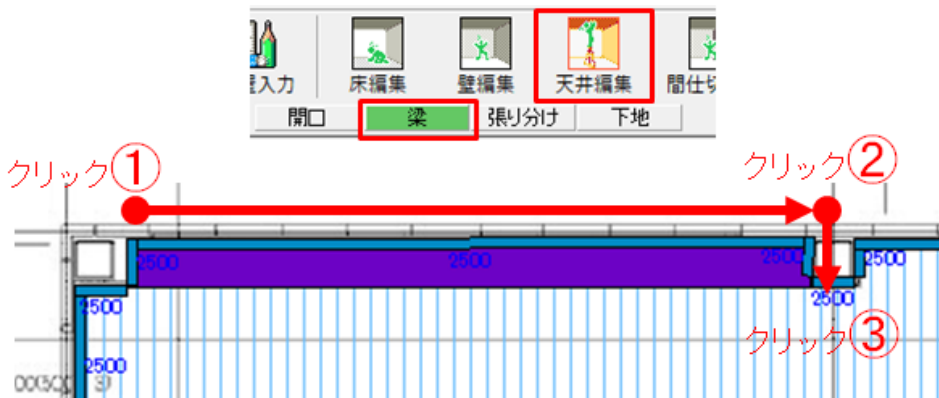 入力 床編集 壁編集 天井編集 間仕切
開口 梁 張り分け 下地
クリック① クリック②
2500 2500 2500 2500
2500 2500
クリック③
2500